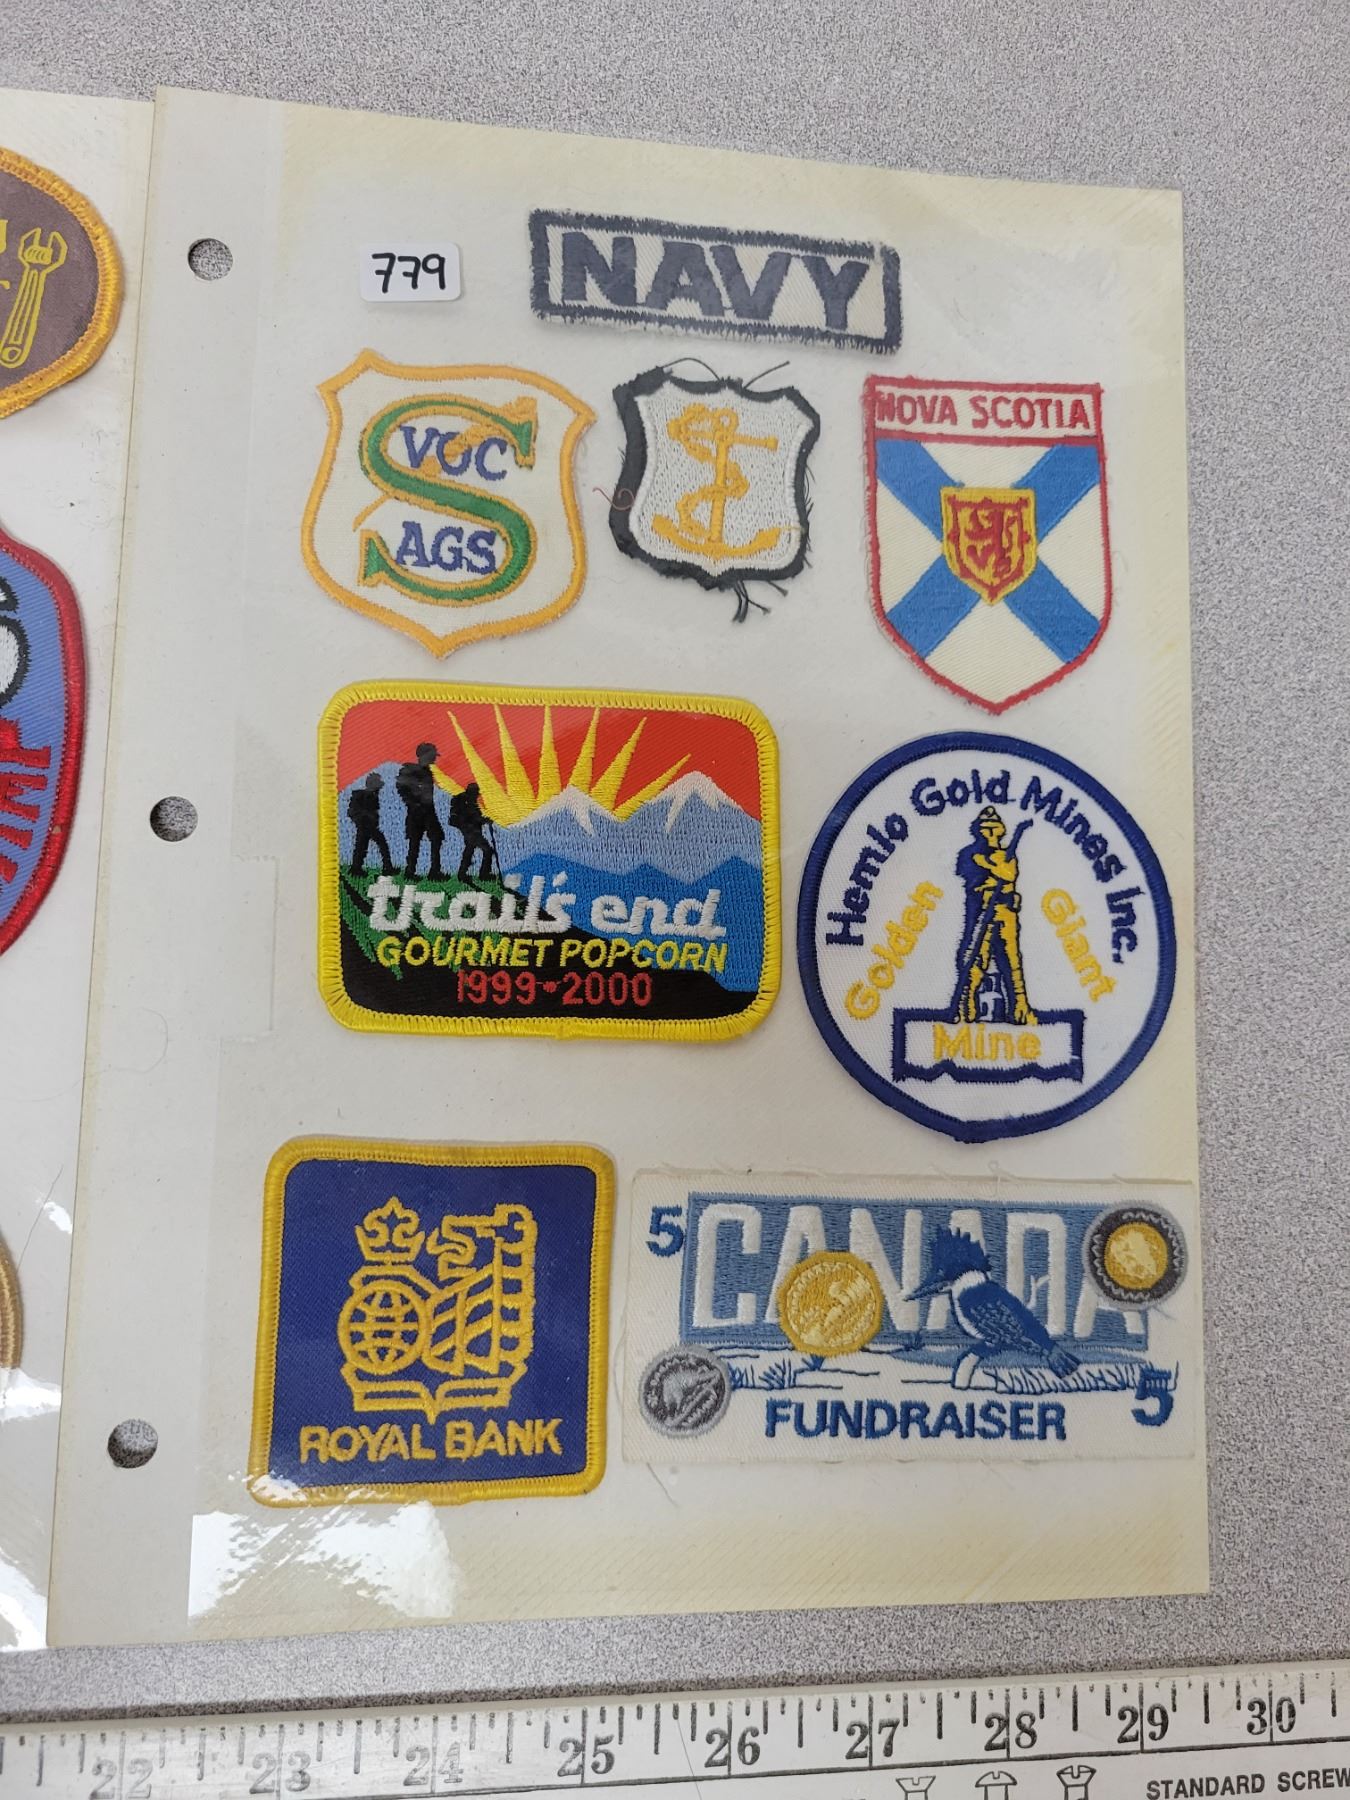 779
NAVY
VOC
AGS
S
NOVA SCOTIA
trail's end
GOURMET POPCORN
1999-2000
Hemlo Gold Mines Inc.
Golden
Giant
Mine
ROYAL BANK
5
CANADA
5
FUNDRAISER
22 23 24 25 26 27 28 29 30
STANDARD SCREW